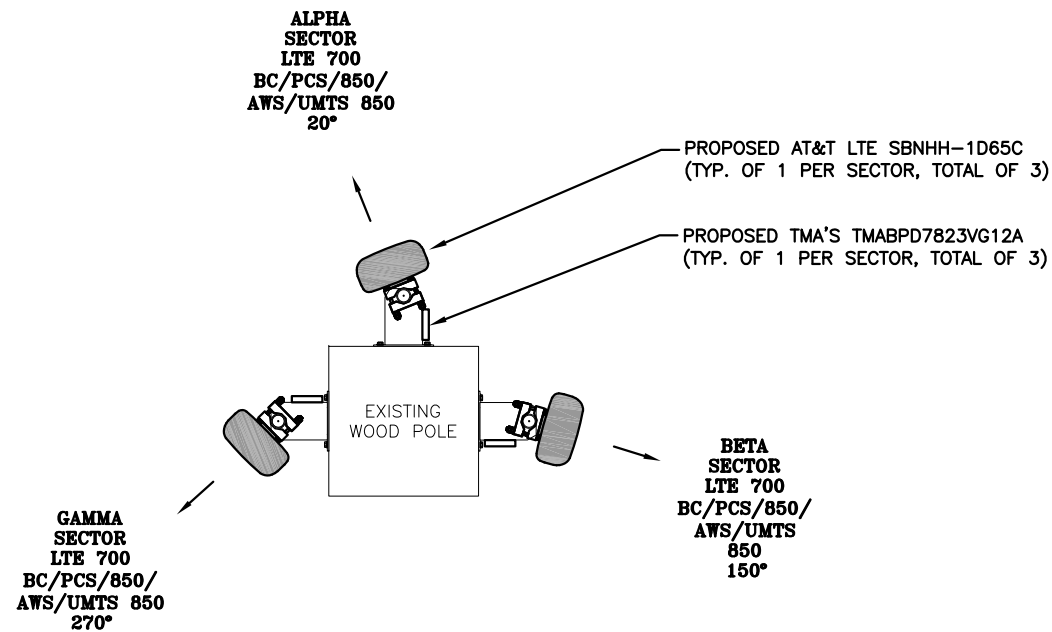 ALPHA
SECTOR
LTE 700
BC/PCS/850/
AWS/UMTS 850
20°
PROPOSED AT&T LTE SBNHH-1D65C
(TYP. OF 1 PER SECTOR, TOTAL OF 3)
PROPOSED TMA'S TMABPD7823VG12A
(TYP. OF 1 PER SECTOR, TOTAL OF 3)
EXISTING
WOOD POLE
BETA
SECTOR
LTE 700
BC/PCS/850/
AWS/UMTS
850
150°
GAMMA
SECTOR
LTE 700
BC/PCS/850/
AWS/UMTS 850
270°